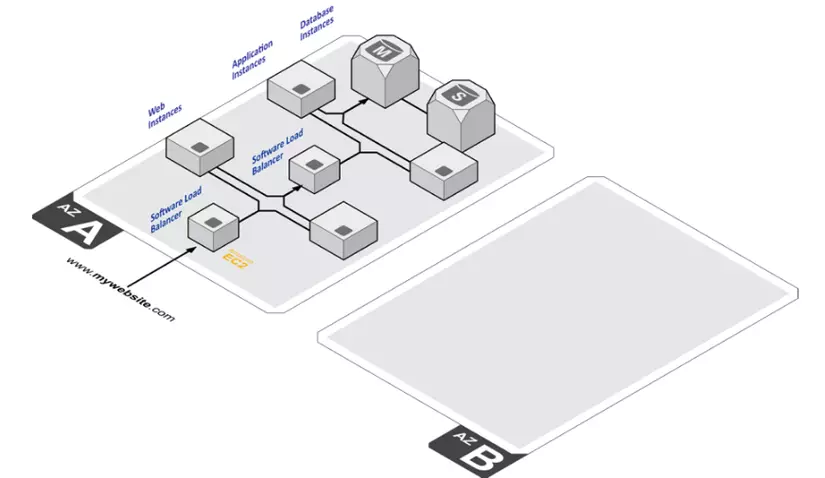 Database
Instances
Application
Instances
Web
Instances
M
S
Software Load
Balancer
Software Load
Balancer
AZ
A
EC2
www.mywebsite.com
AZ
B